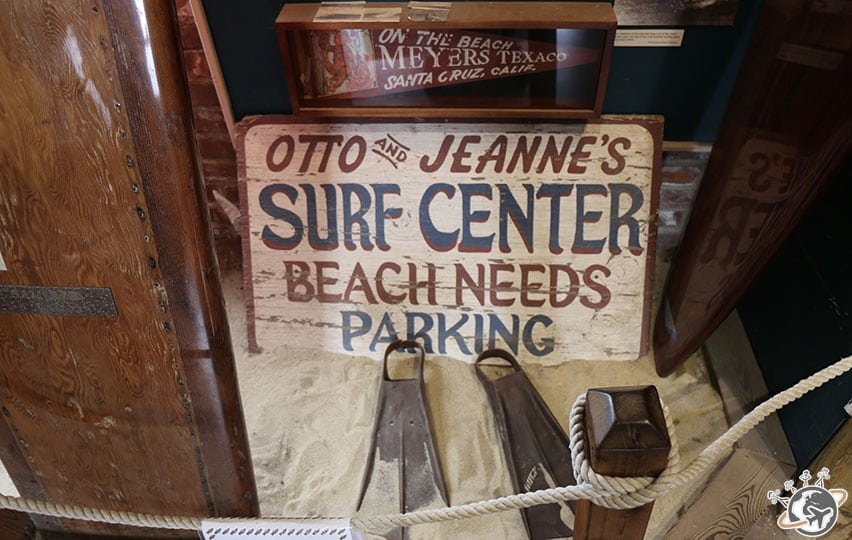 ON THE BEACH
MEYERS TEXACO
SANTA CRUZ, CALIF.
OTTO AND JEANNE'S
SURF CENTER
BEACH NEEDS
PARKING